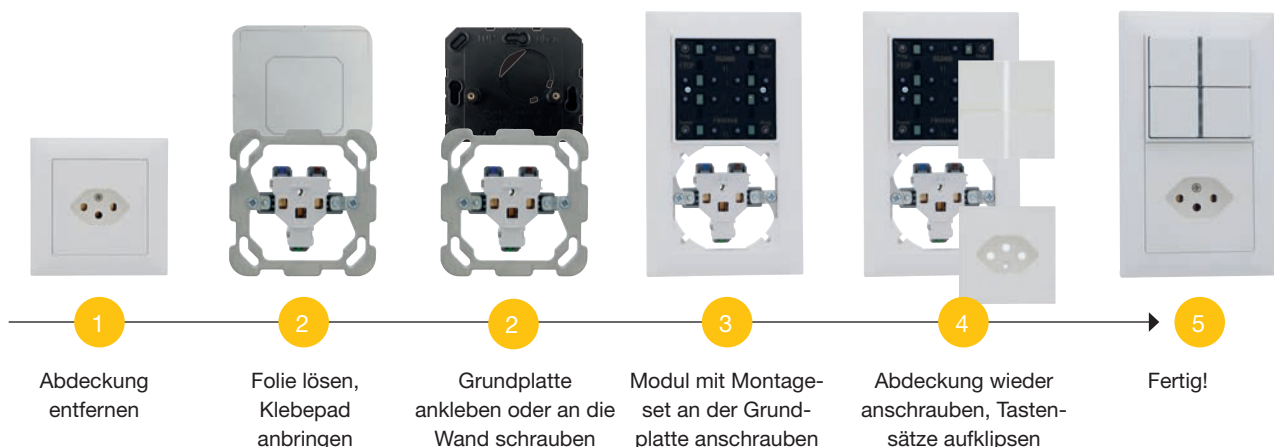 1
2
2
3
4
5
Abdeckung
entfernen
Folie lösen,
Klebepad
anbringen
Grundplatte
ankleben oder an die
Wand schrauben
Modul mit Montage-
set an der Grund-
platte anschrauben
Abdeckung wieder
anschrauben, Tasten-
sätze aufklipsen
Fertig!